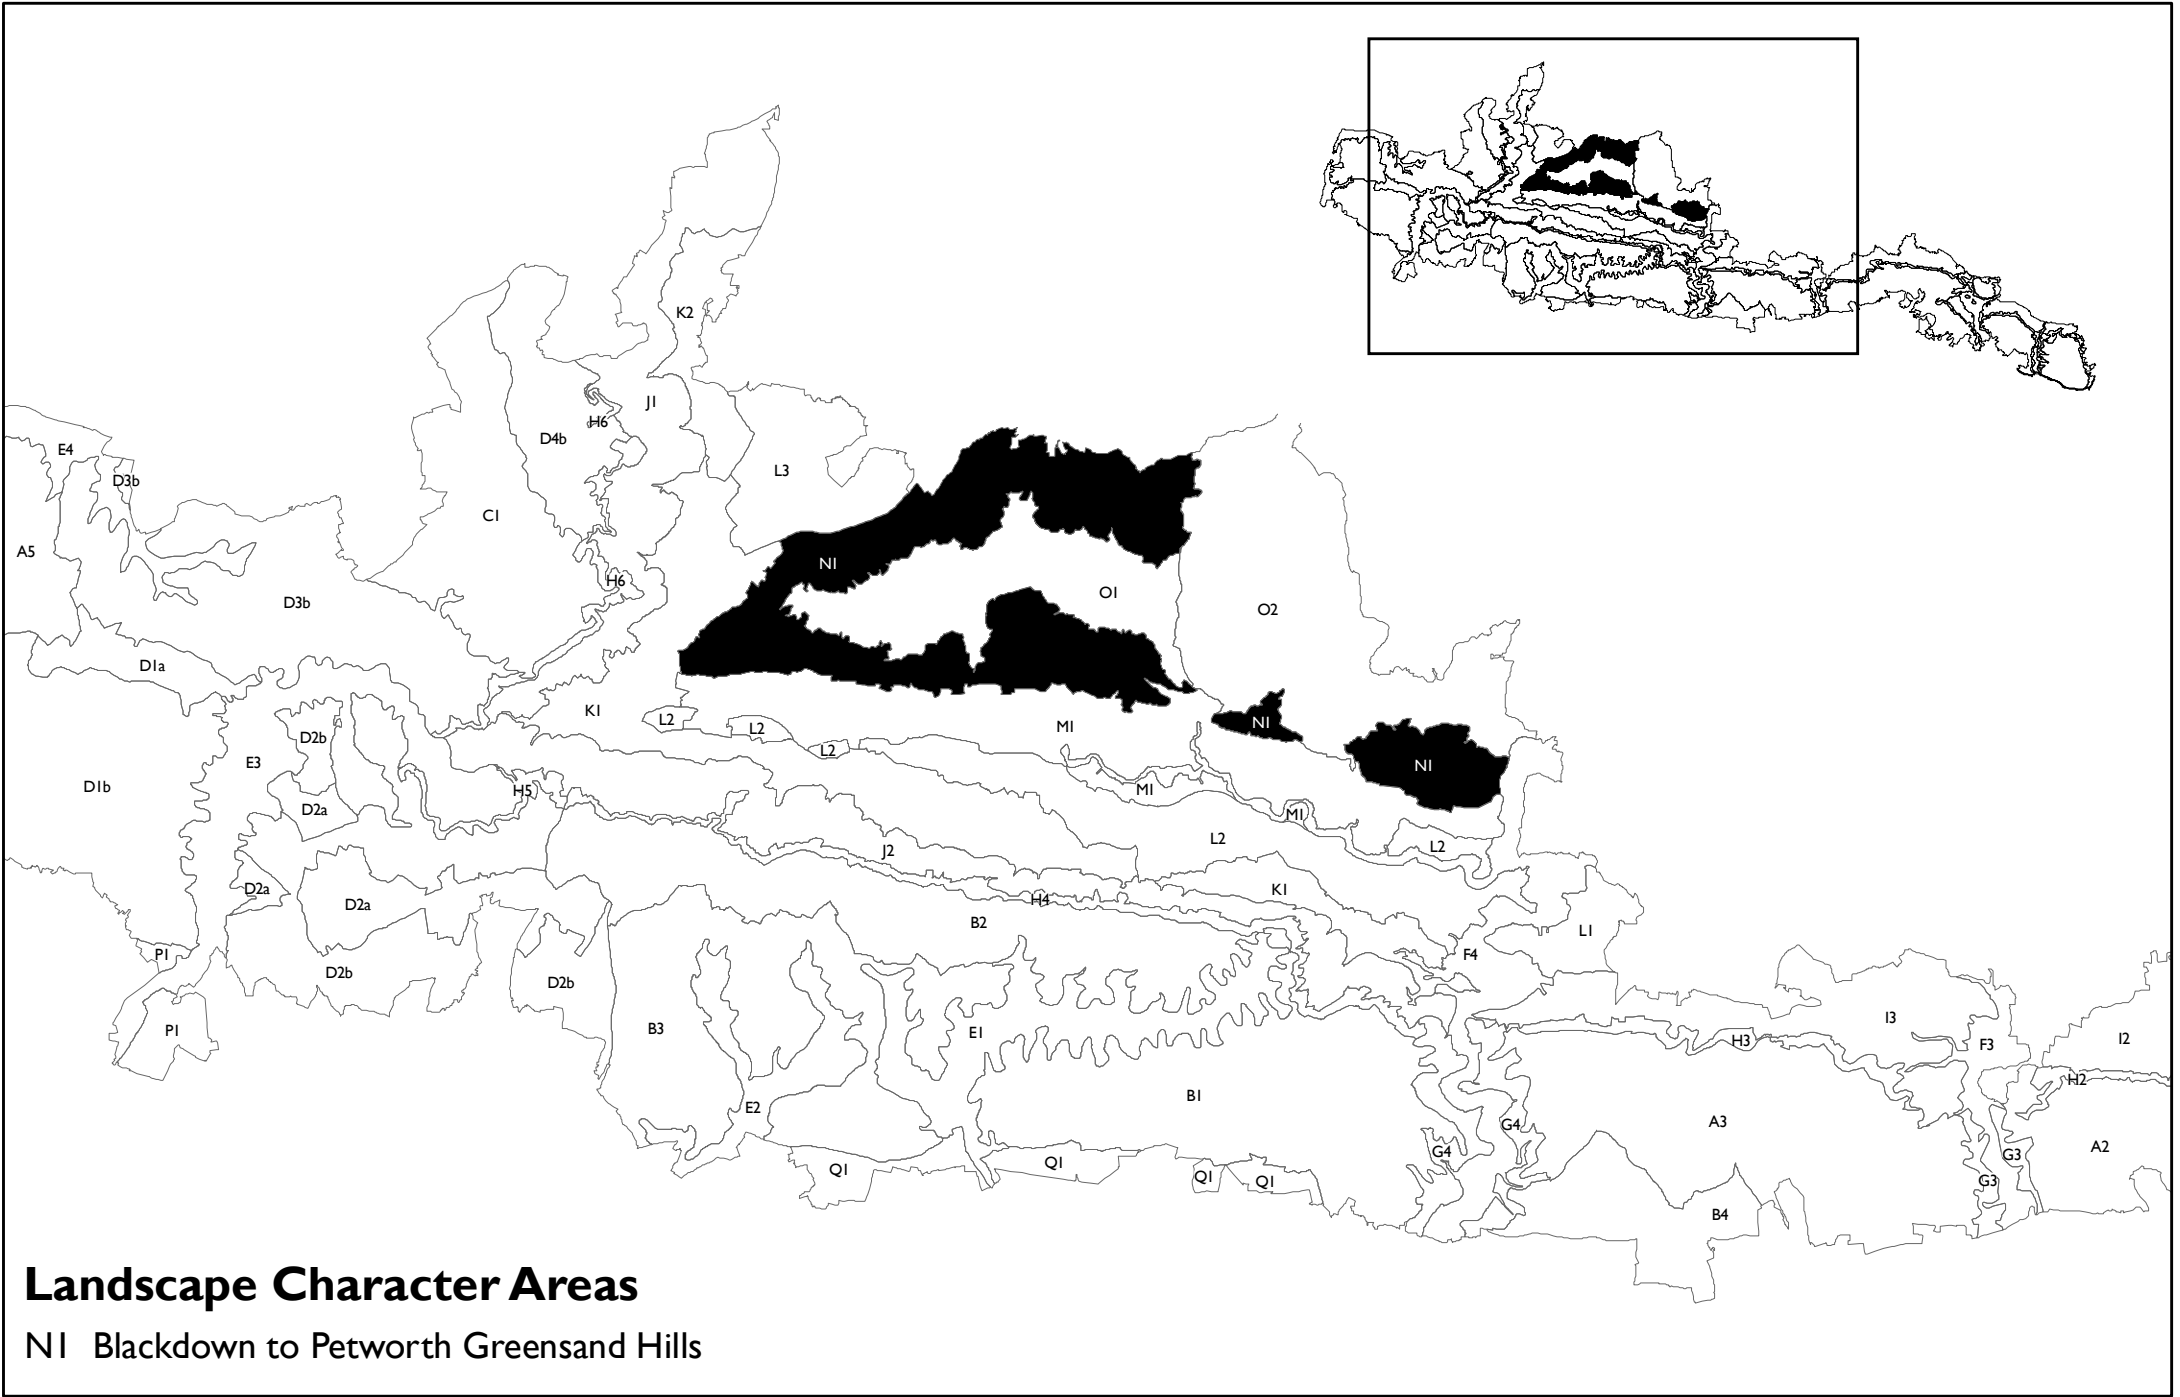 K2
J1
H6
D4b
E4
L3
D3b
C1
A5
N1
H6
O1
D3b
O2
D1a
K1
L2
L2
N1
M1
D2b
L2
E3
N1
D1b
H5
M1
D2a
M1
L2
L2
J2
D2a
K1
H4
D2a
B2
L1
P1
F4
D2b
D2b
I3
B3
P1
E1
I2
H3
F3
H2
B1
E2
A3
G4
A2
G4
G3
Q1
Q1
Q1
Q1
G3
B4
Landscape Character Areas
N1 Blackdown to Petworth Greensand Hills